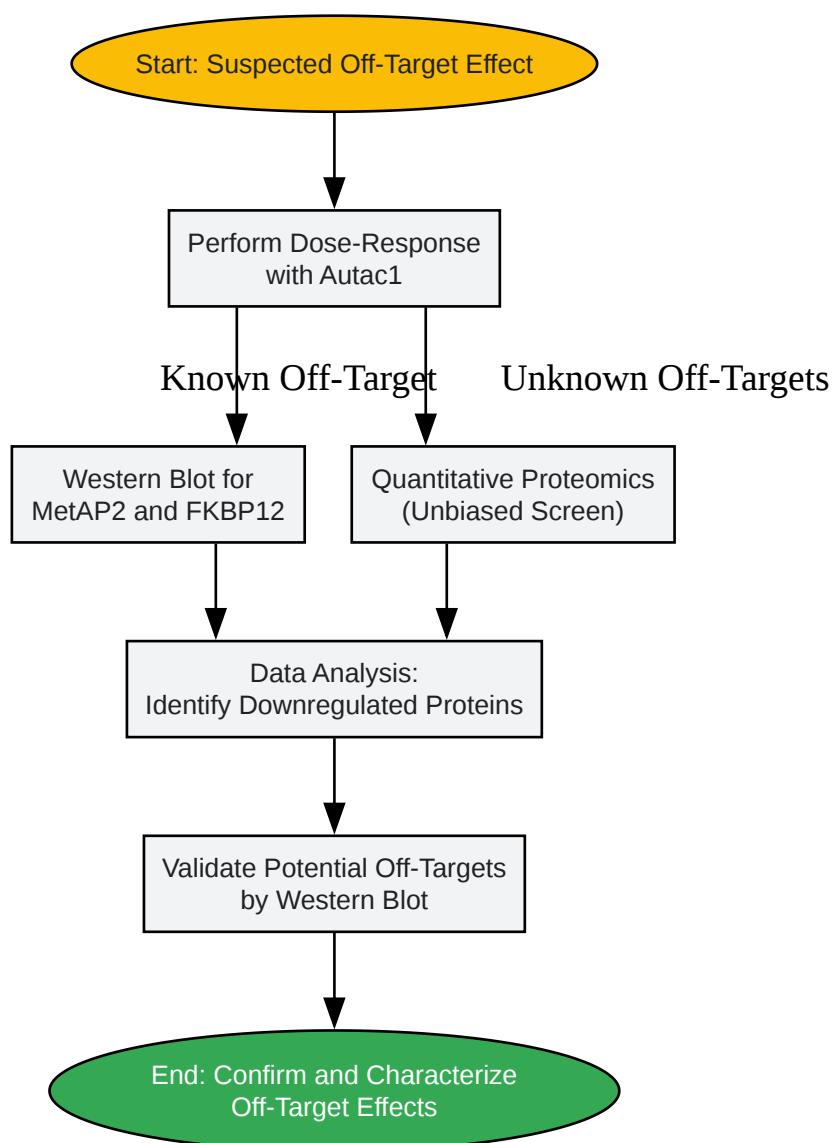 Start: Suspected Off-Target Effect
Perform Dose-Response
with Autac1
Known Off-Target
Unknown Off-Targets
Western Blot for
MetAP2 and FKBP12
Quantitative Proteomics
(Unbiased Screen)
Data Analysis:
Identify Downregulated Proteins
Validate Potential Off-Targets
by Western Blot
End: Confirm and Characterize
Off-Target Effects